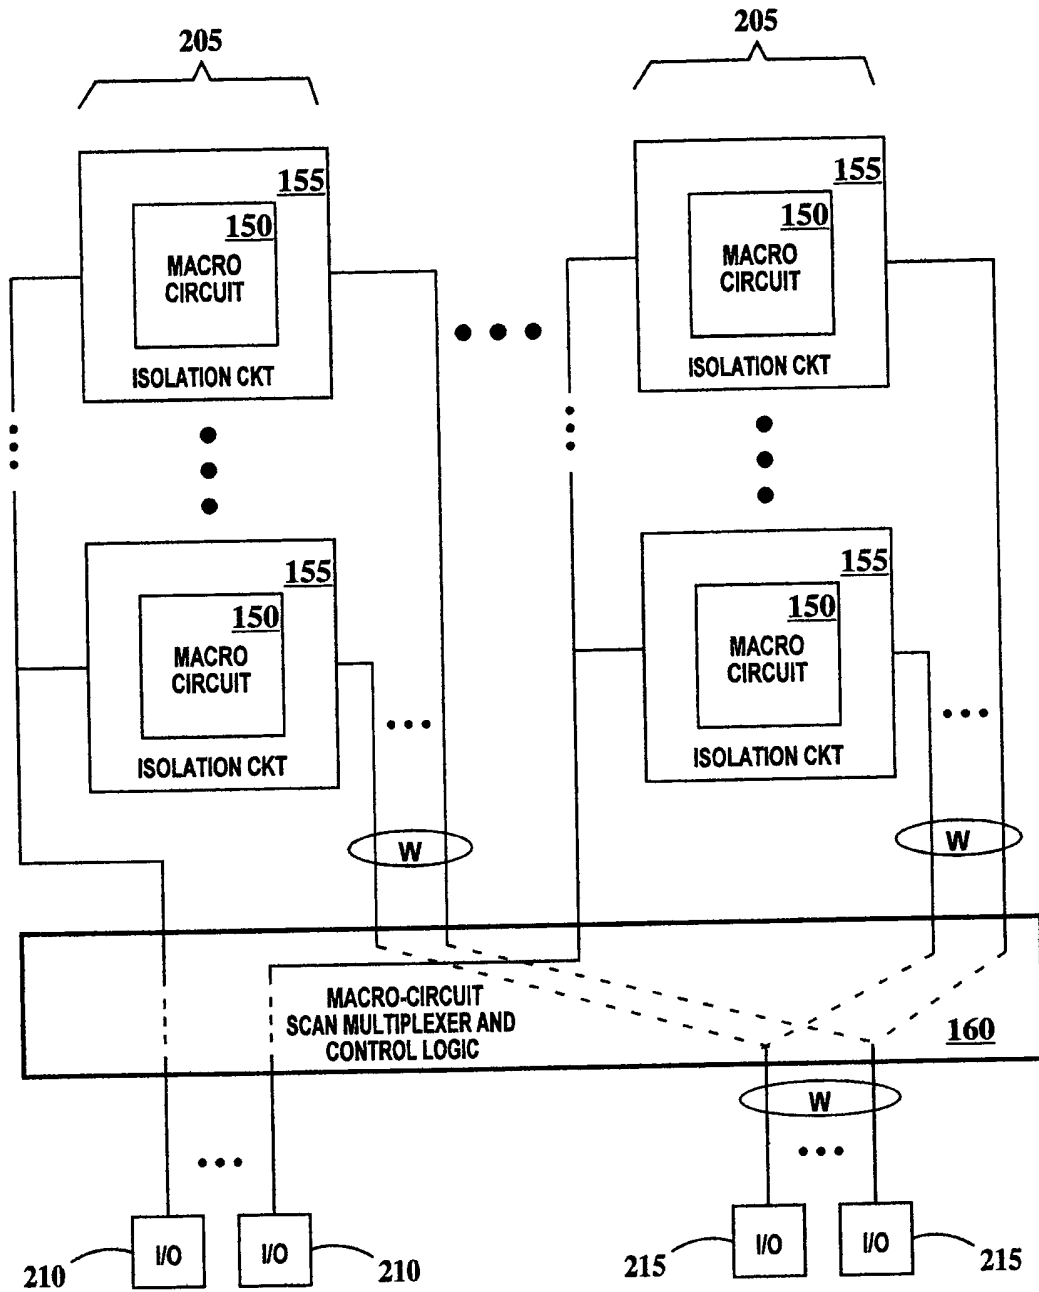 205
205
155
150
MACRO
CIRCUIT
ISOLATION CKT
155
150
MACRO
CIRCUIT
ISOLATION CKT
155
150
MACRO
CIRCUIT
ISOLATION CKT
155
150
MACRO
CIRCUIT
ISOLATION CKT
W
W
MACRO-CIRCUIT
SCAN MULTIPLEXER AND
CONTROL LOGIC
160
W
210
I/O
I/O
210
215
I/O
I/O
215